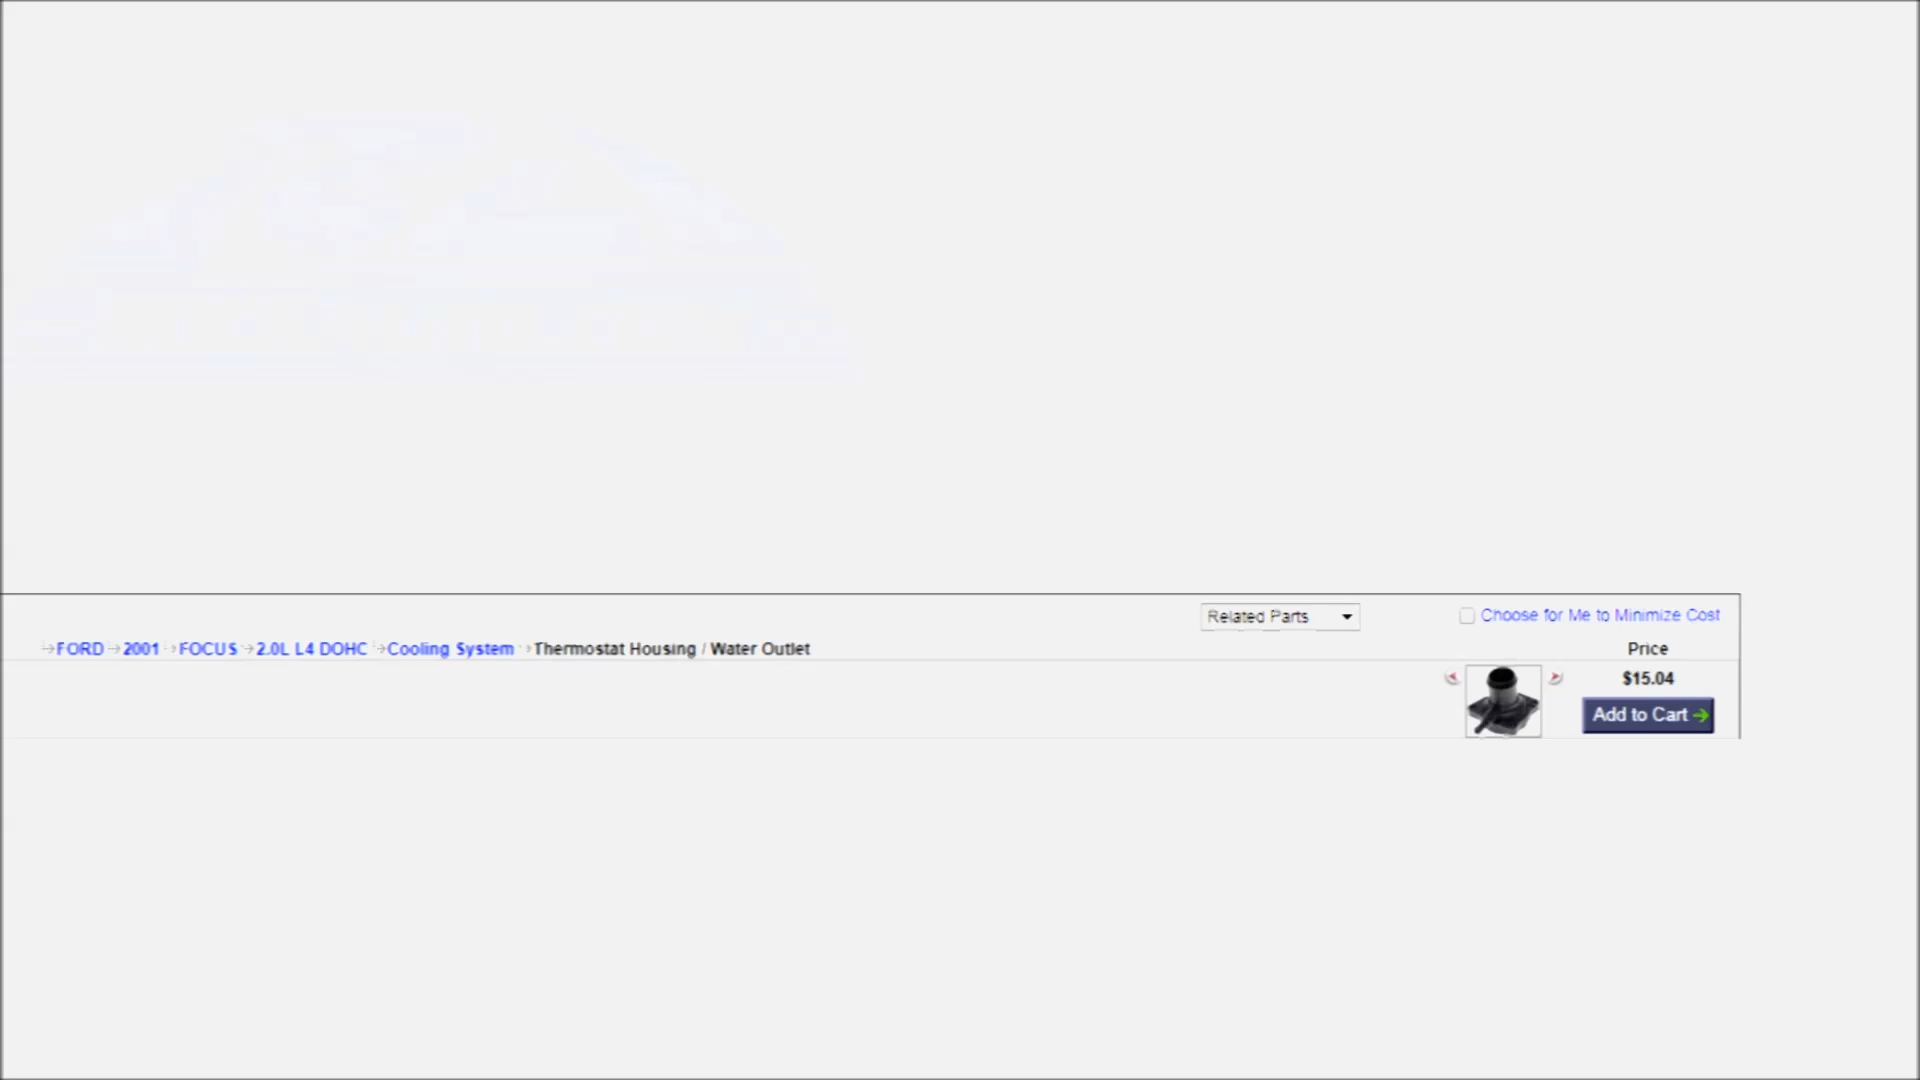 Related Parts
Choose for Me to Minimize Cost
FORD 2001 FOCUS 2.0L L4 DOHC Cooling System Thermostat Housing / Water Outlet
Price
$15.04
Add to Cart